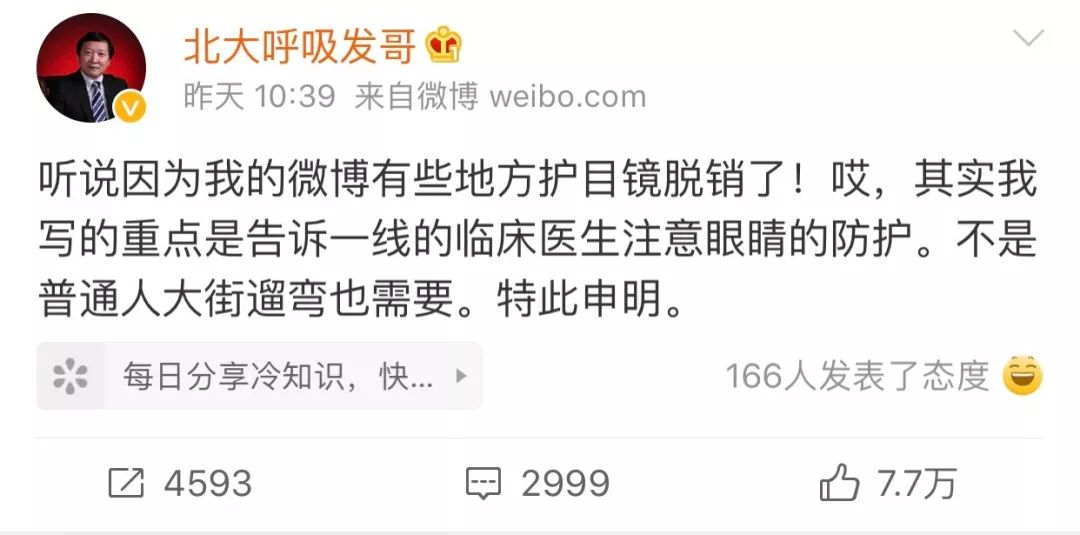 北大呼吸发哥
昨天 10:39 来自微博 weibo.com
听说因为我的微博有些地方护目镜脱销了！哎，其实我
写的重点是告诉一线的临床医生注意眼睛的防护。不是
普通人大街遛弯也需要。特此申明。
每日分享冷知识，快...
166人发表了态度
4593 2999 7.7万